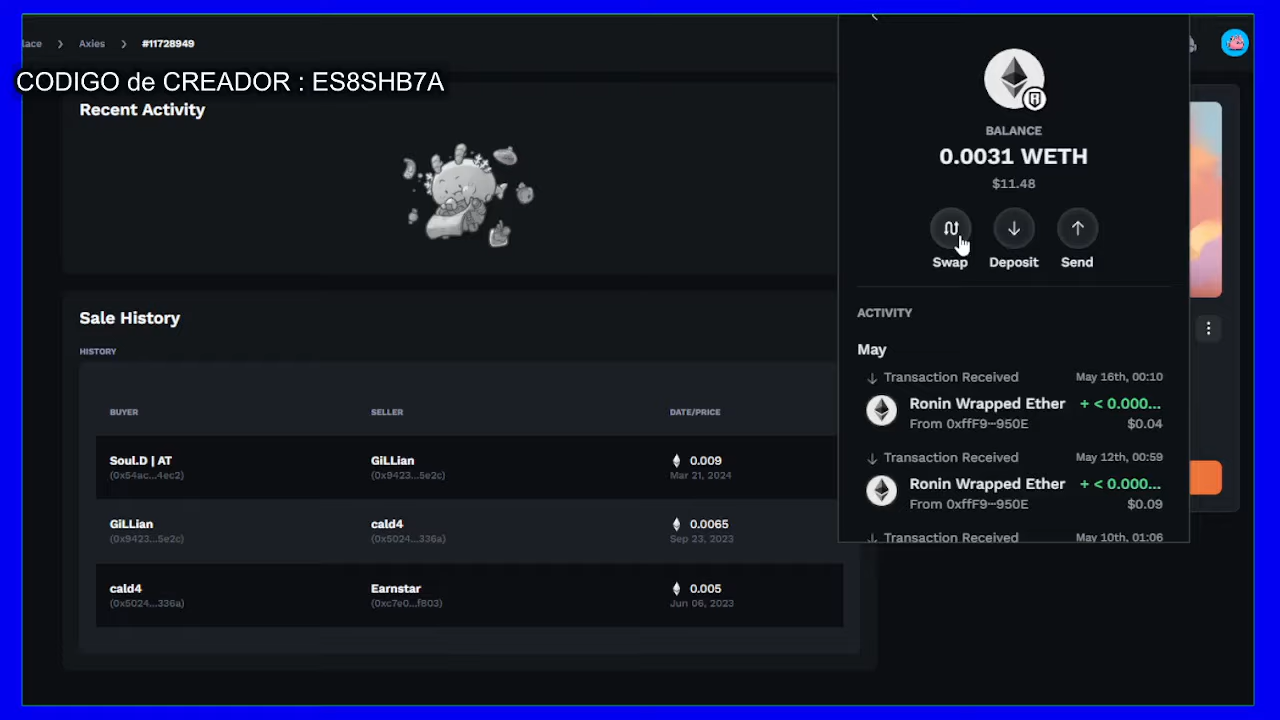 lace > Axies > #11728949
CODIGO de CREADOR : ES8SHB7A
Recent Activity
Sale History
HISTORY
BUYER SELLER DATE/PRICE
Soul.D | AT GiLLian 0.009
(0x54ac...4ec2) (0x9423...5e2c) Mar 21, 2024
GiLLian cald4 0.0065
(0x9423...5e2c) (0x5024...336a) Sep 23, 2023
cald4 Earnstar 0.005
(0x5024...336a) (0xc7e0...f803) Jun 06, 2023
BALANCE
0.0031 WETH
$11.48
Swap Deposit Send
ACTIVITY
May
Transaction Received May 16th, 00:10
Ronin Wrapped Ether + < 0.000...
From 0xffF9···950E $0.04
Transaction Received May 12th, 00:59
Ronin Wrapped Ether + < 0.000...
From 0xffF9···950E $0.09
Transaction Received May 10th, 01:06